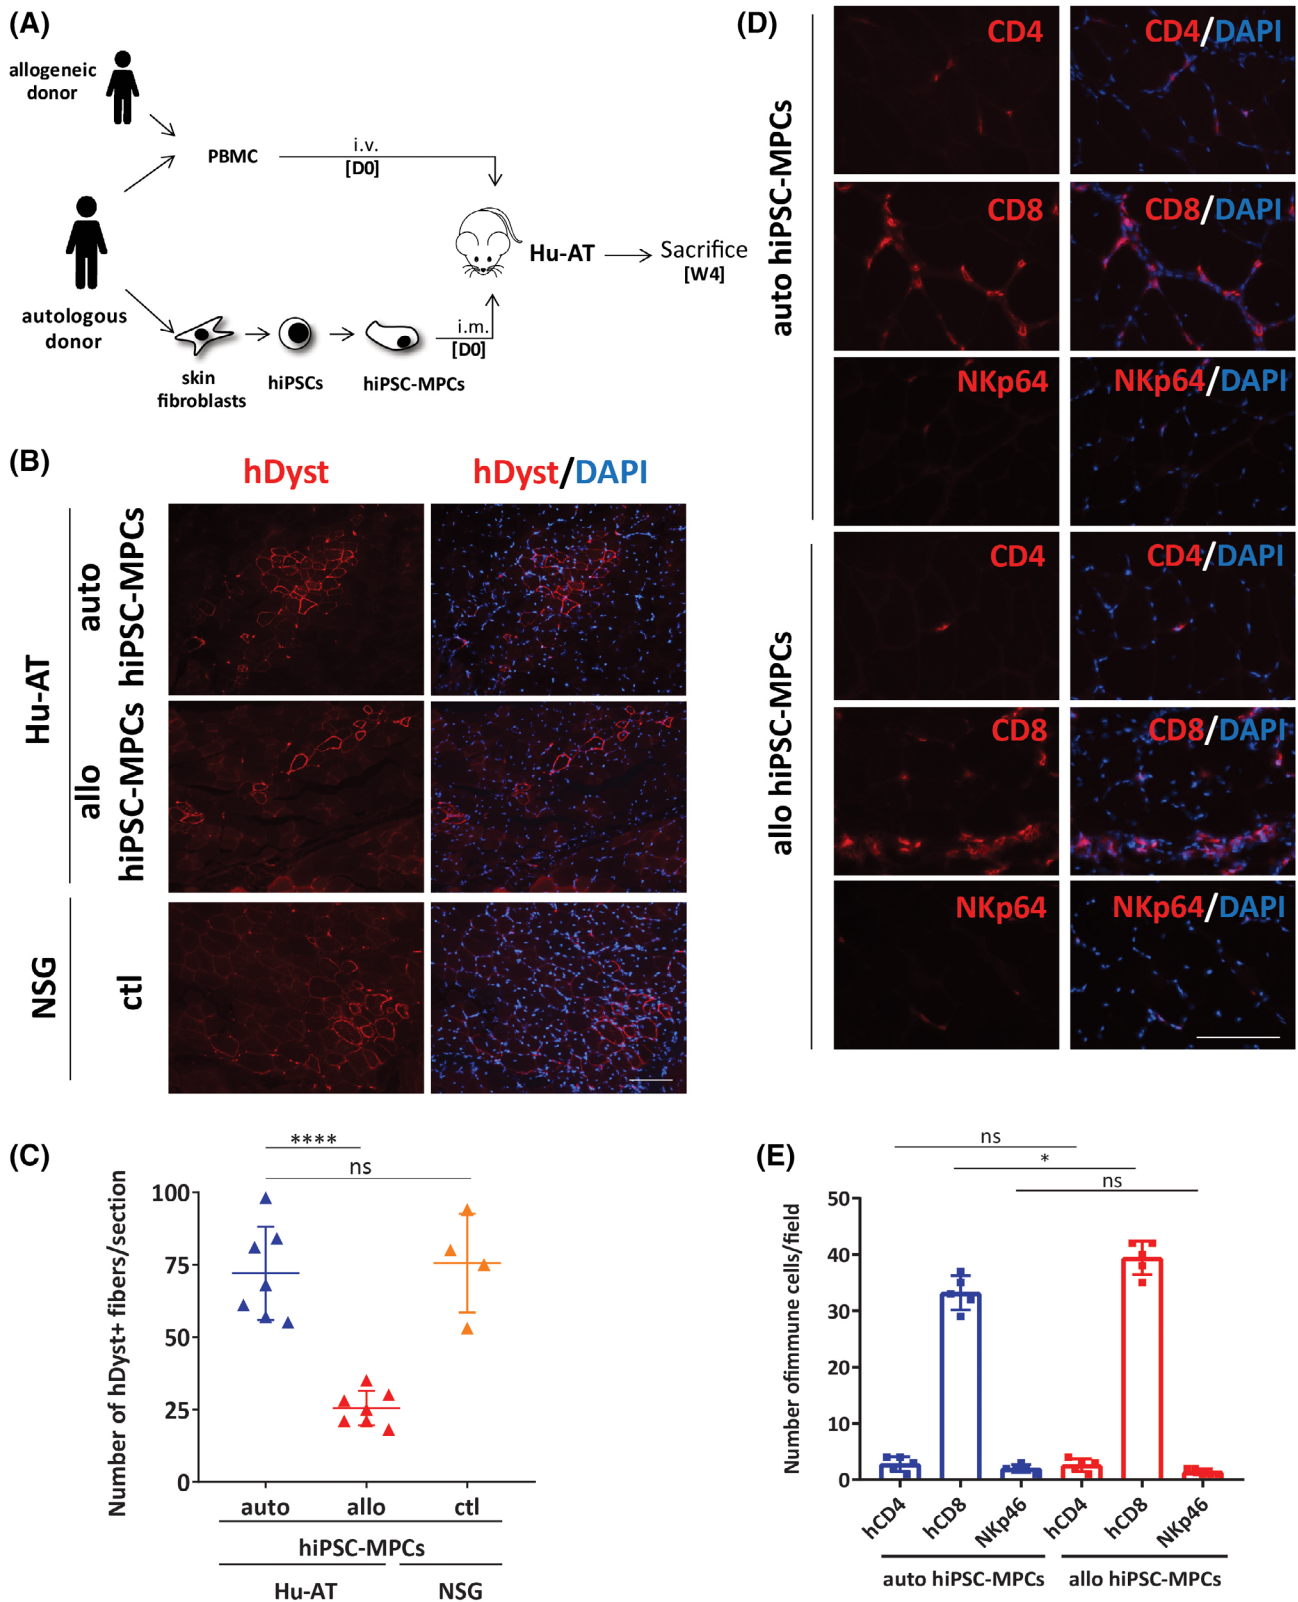 (A)
allogeneic
donor
PBMC
i.v.
[D0]
autologous
donor
skin
fibroblasts
hiPSCs
hiPSC-MPCs
i.m.
[D0]
Hu-AT
Sacrifice
[W4]
(B)
hDyst
hDyst/DAPI
Hu-AT
auto
hiPSC-MPCs
allo
hiPSC-MPCs
NSG
ctl
(C)
****
ns
Number of hDyst+ fibers/section
100
75
50
25
0
auto
allo
ctl
hiPSC-MPCs
Hu-AT
NSG
(D)
auto hiPSC-MPCs
CD4
CD4/DAPI
CD8
CD8/DAPI
NKp64
NKp64/DAPI
allo hiPSC-MPCs
CD4
CD4/DAPI
CD8
CD8/DAPI
NKp64
NKp64/DAPI
(E)
ns
*
ns
Number ofimmune cells/field
50
40
30
20
10
0
hCD4
hCD8
NKp46
hCD4
hCD8
NKp46
auto hiPSC-MPCs
allo hiPSC-MPCs